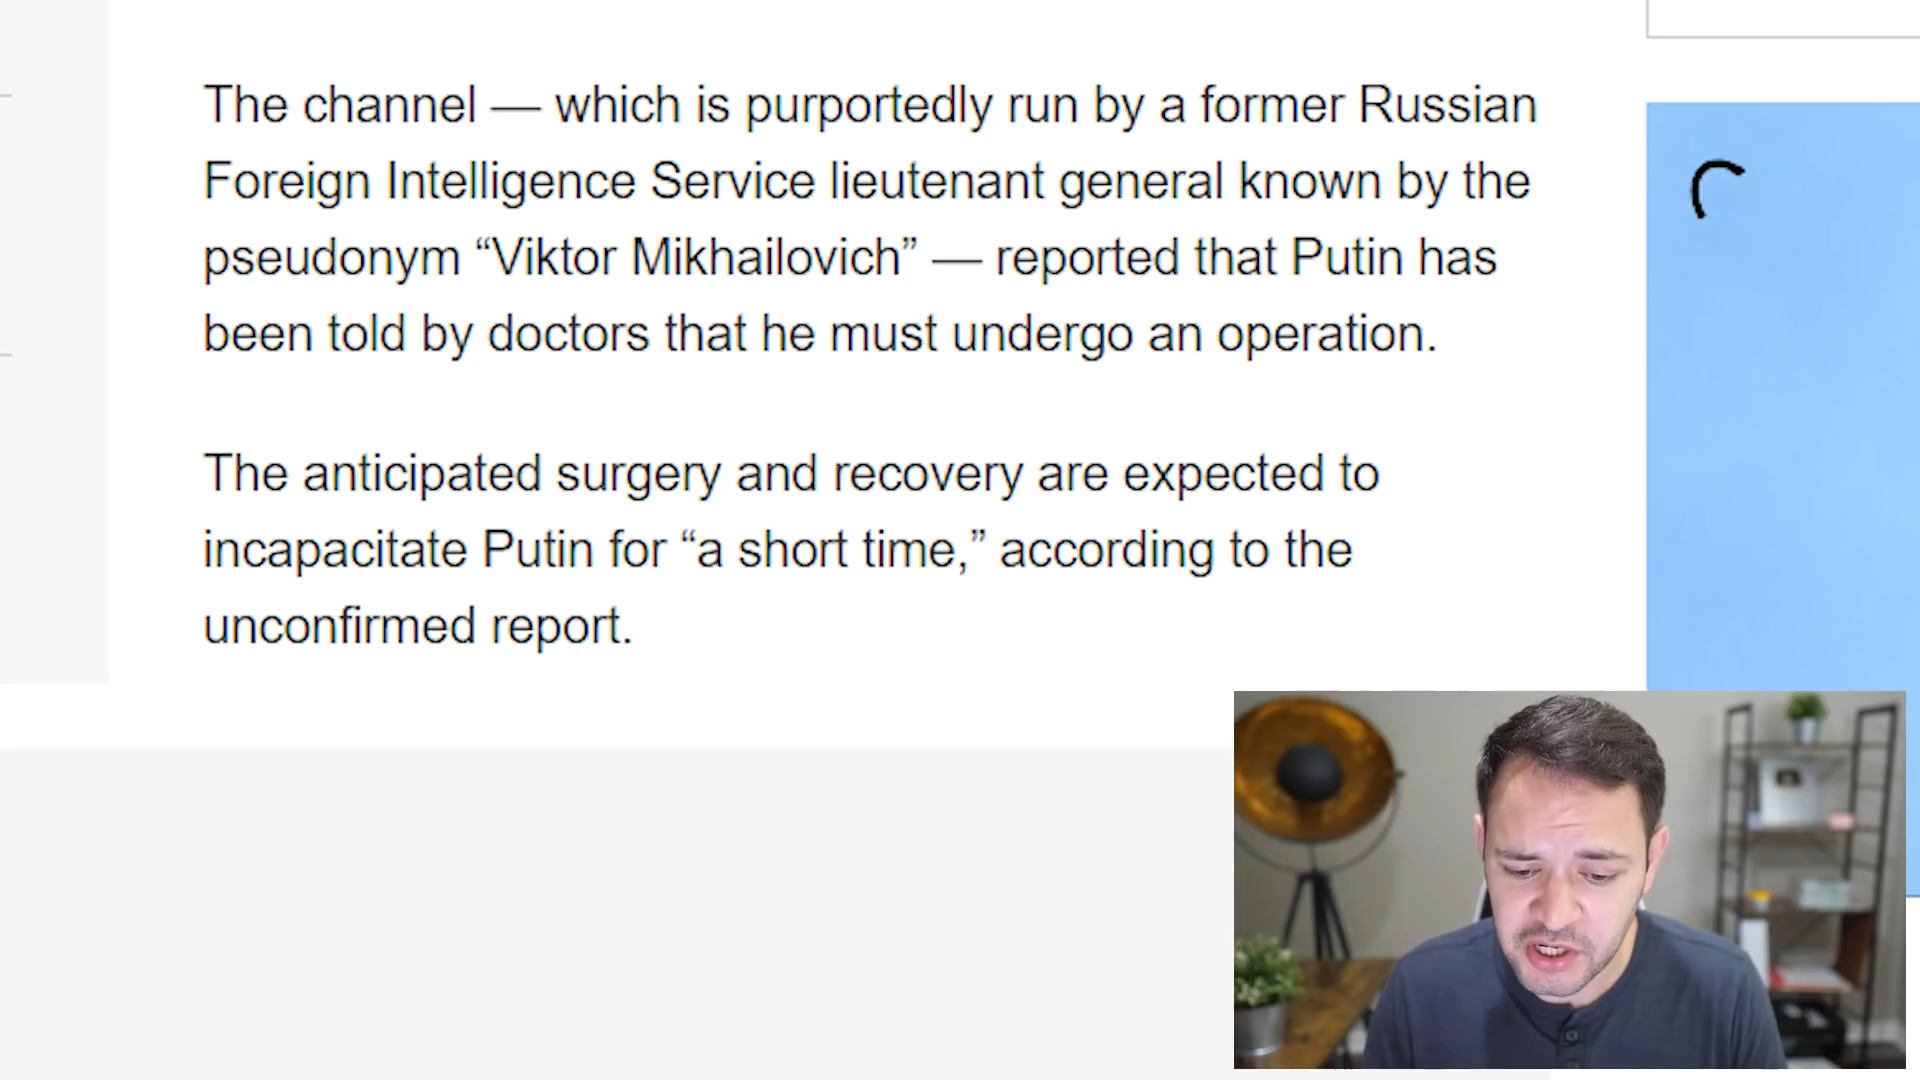 The channel — which is purportedly run by a former Russian
Foreign Intelligence Service lieutenant general known by the
pseudonym “Viktor Mikhailovich” — reported that Putin has
been told by doctors that he must undergo an operation.
The anticipated surgery and recovery are expected to
incapacitate Putin for “a short time,” according to the
unconfirmed report.